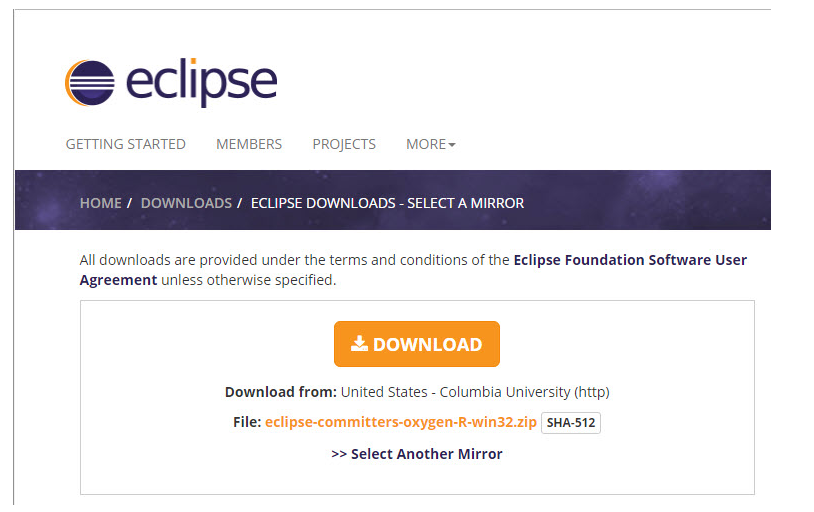 eclipse
GETTING STARTED MEMBERS PROJECTS MORE
HOME / DOWNLOADS / ECLIPSE DOWNLOADS - SELECT A MIRROR
All downloads are provided under the terms and conditions of the Eclipse Foundation Software User
Agreement unless otherwise specified.
DOWNLOAD
Download from: United States - Columbia University (http)
File: eclipse-committers-oxygen-R-win32.zip SHA-512
>> Select Another Mirror